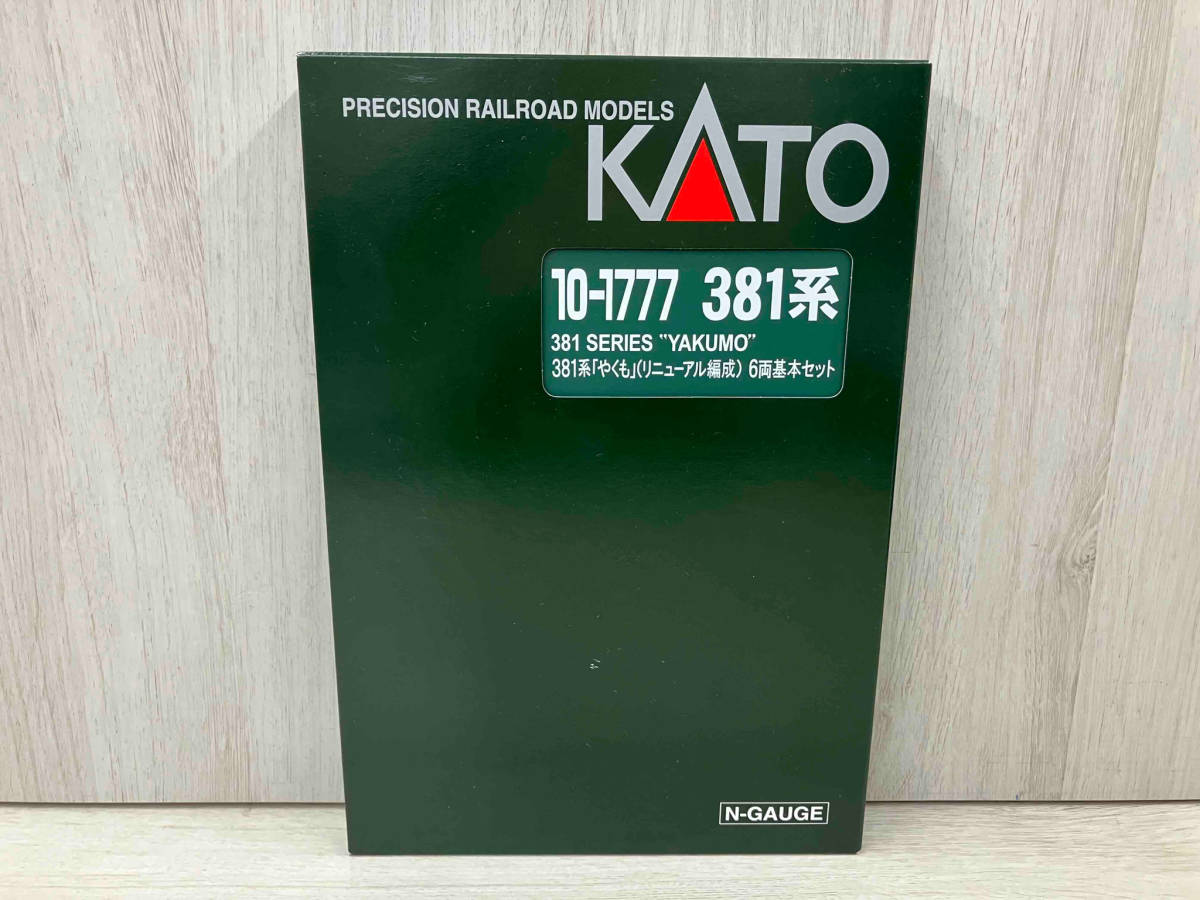 PRECISION RAILROAD MODELS
KATO
10-1777 381系
381 SERIES "YAKUMO"
381系「やくも」(リニューアル編成) 6両基本セット
N-GAUGE